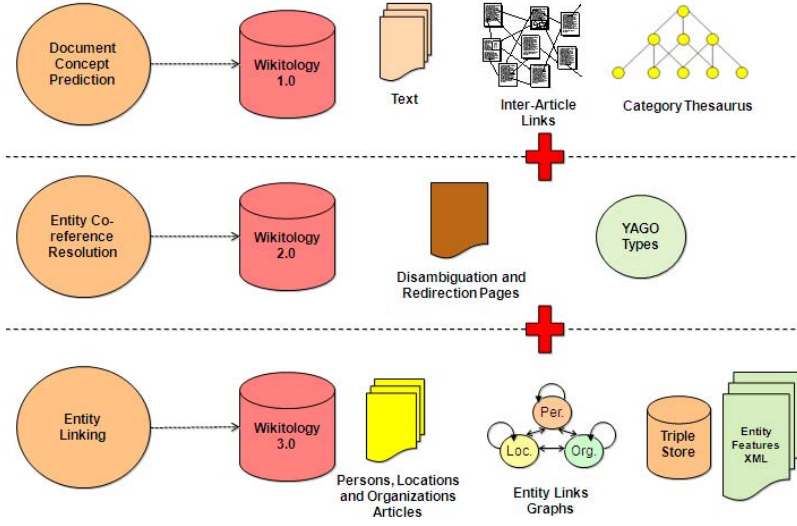 Document
Concept
Prediction
Wikitology
1.0
Text
Inter-Article
Links
Category Thesaurus
Entity Co-
reference
Resolution
Wikitology
2.0
Disambiguation and
Redirection Pages
YAGO
Types
Entity
Linking
Wikitology
3.0
Persons, Locations
and Organizations
Articles
Per.
Loc.
Org.
Entity Links
Graphs
Triple
Store
Entity
Features
XML